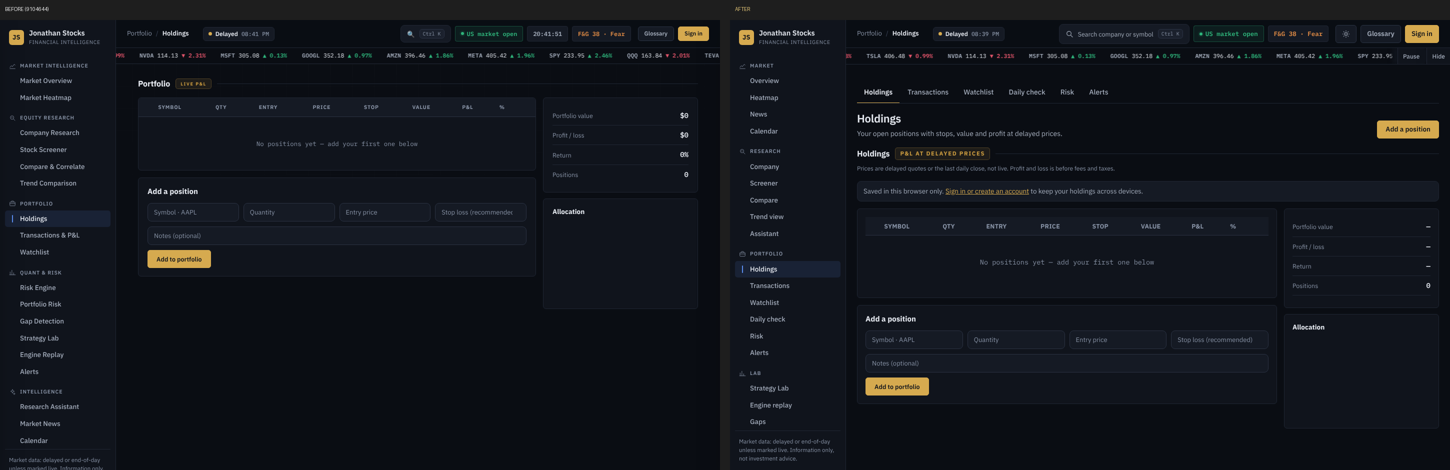 BEFORE (9104644)
JS
Jonathan Stocks
FINANCIAL INTELLIGENCE
MARKET INTELLIGENCE
Market Overview
Market Heatmap
EQUITY RESEARCH
Company Research
Stock Screener
Compare & Correlate
Trend Comparison
PORTFOLIO
Holdings
Transactions & P&L
Watchlist
QUANT & RISK
Risk Engine
Portfolio Risk
Gap Detection
Strategy Lab
Engine Replay
Alerts
INTELLIGENCE
Research Assistant
Market News
Calendar
Market data: delayed or end-of-day
unless marked live. Information only
Portfolio / Holdings
Delayed 08:41 PM
Ctrl K
US market open
20:41:51
F&G 38 · Fear
Glossary
Sign in
99% NVDA 114.13 ▼ 2.31% MSFT 305.08 ▲ 0.13% GOOGL 352.18 ▲ 0.97% AMZN 396.46 ▲ 1.86% META 405.42 ▲ 1.96% SPY 233.95 ▲ 2.46% QQQ 163.84 ▼ 2.01% TEVA
Portfolio
LIVE P&L
SYMBOL QTY ENTRY PRICE STOP VALUE P&L %
No positions yet — add your first one below
Portfolio value $0
Profit / loss $0
Return 0%
Positions 0
Add a position
Symbol · AAPL
Quantity
Entry price
Stop loss (recommended
Notes (optional)
Add to portfolio
Allocation
AFTER
JS
Jonathan Stocks
FINANCIAL INTELLIGENCE
MARKET
Overview
Heatmap
News
Calendar
RESEARCH
Company
Screener
Compare
Trend view
Assistant
PORTFOLIO
Holdings
Transactions
Watchlist
Daily check
Risk
Alerts
LAB
Strategy Lab
Engine replay
Gaps
Market data: delayed or end-of-day
unless marked live. Information only,
not investment advice.
Portfolio / Holdings
Delayed 08:39 PM
Search company or symbol Ctrl K
US market open
F&G 38 · Fear
Glossary
Sign in
TSLA 406.48 ▼ 0.99% NVDA 114.13 ▼ 2.31% MSFT 305.08 ▲ 0.13% GOOGL 352.18 ▲ 0.97% AMZN 396.46 ▲ 1.86% META 405.42 ▲ 1.96% SPY 233.95
Pause
Hide
Holdings Transactions Watchlist Daily check Risk Alerts
Holdings
Your open positions with stops, value and profit at delayed prices.
Add a position
Holdings
P&L AT DELAYED PRICES
Prices are delayed quotes or the last daily close, not live. Profit and loss is before fees and taxes.
Saved in this browser only. Sign in or create an account to keep your holdings across devices.
SYMBOL QTY ENTRY PRICE STOP VALUE P&L %
No positions yet — add your first one below
Portfolio value —
Profit / loss —
Return —
Positions 0
Add a position
Symbol · AAPL
Quantity
Entry price
Stop loss (recommended)
Notes (optional)
Add to portfolio
Allocation